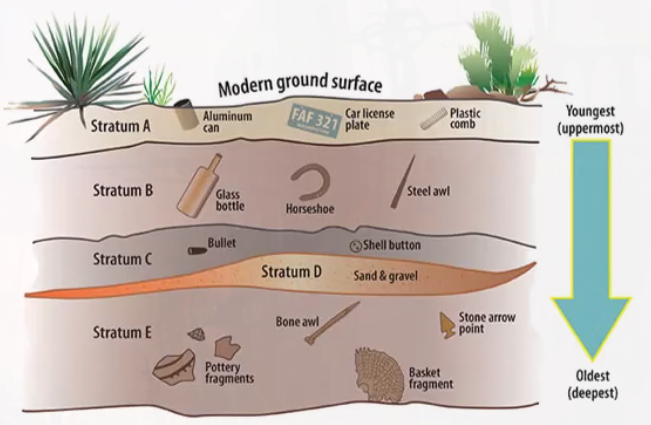 Modern ground surface
Stratum A
Aluminum
can
FAF 321
Car license
plate
Plastic
comb
Youngest
(uppermost)
Stratum B
Glass
bottle
Horseshoe
Steel awl
Stratum C
Bullet
Shell button
Stratum D
Sand & gravel
Stratum E
Bone awl
Stone arrow
point
Pottery
fragments
Basket
fragment
Oldest
(deepest)